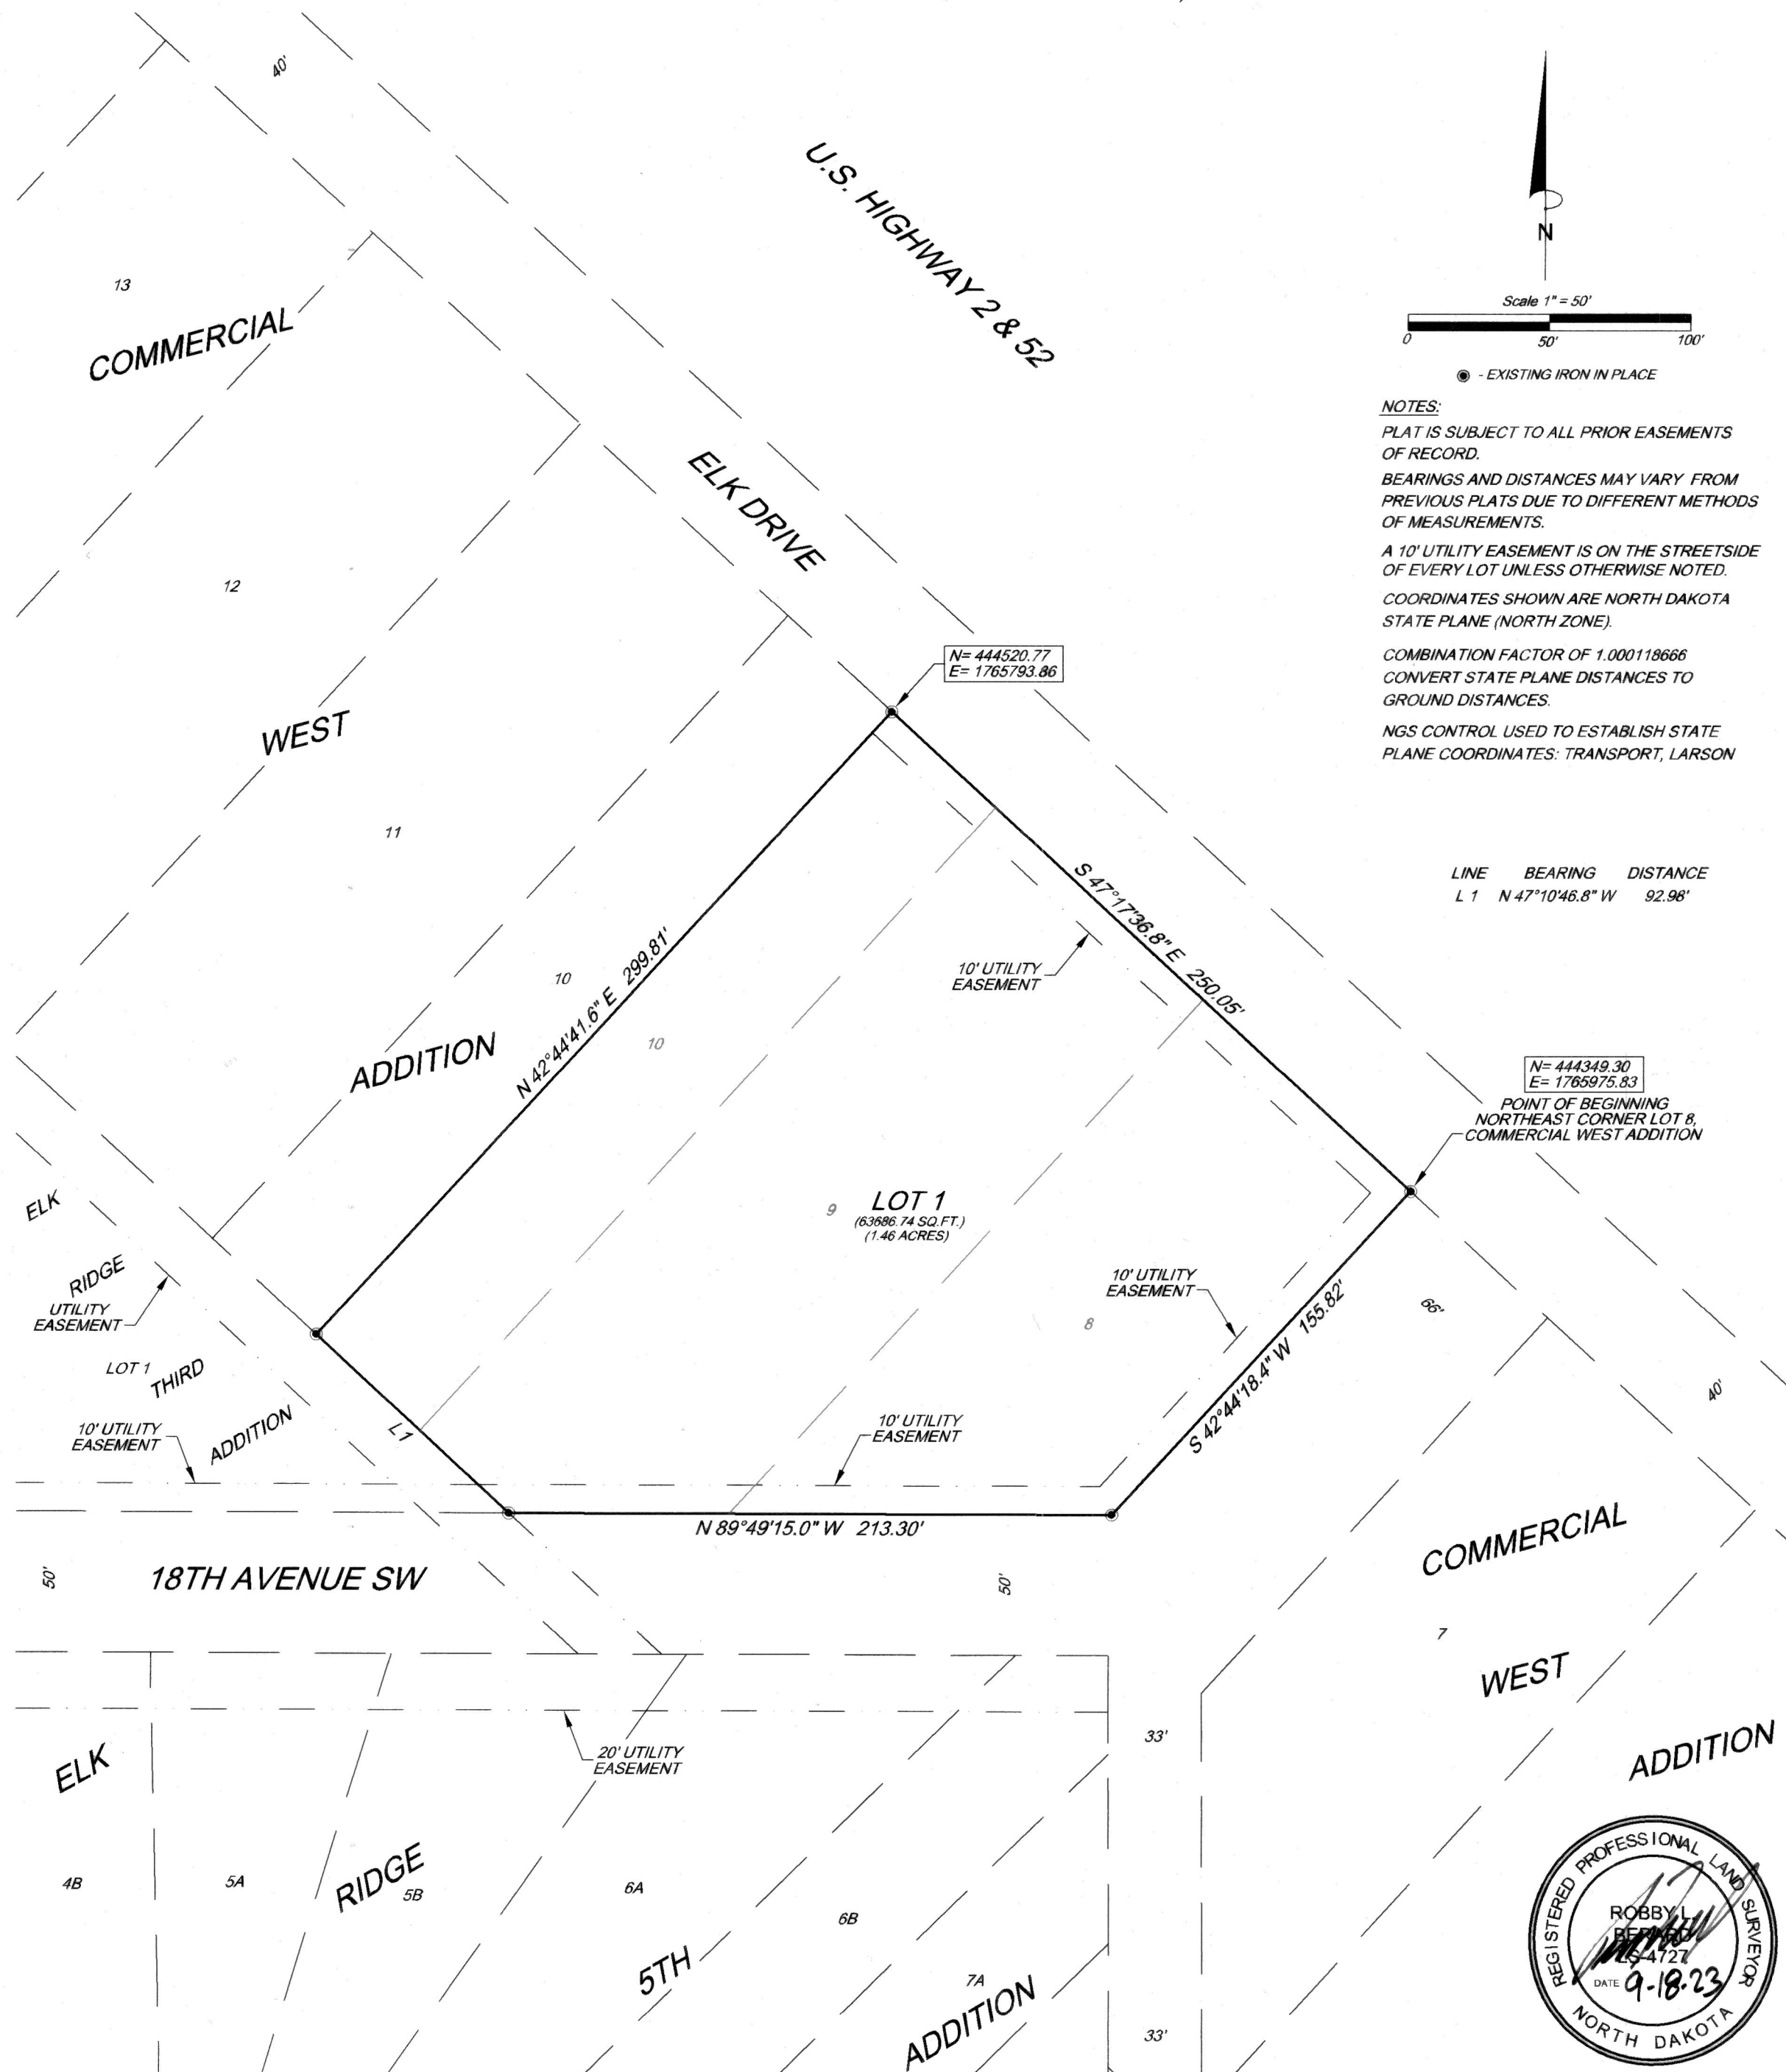 40'
U.S. HIGHWAY 2 & 52
N
Scale 1" = 50'
0 50' 100'
- EXISTING IRON IN PLACE
NOTES:
PLAT IS SUBJECT TO ALL PRIOR EASEMENTS
OF RECORD.
BEARINGS AND DISTANCES MAY VARY FROM
PREVIOUS PLATS DUE TO DIFFERENT METHODS
OF MEASUREMENTS.
A 10' UTILITY EASEMENT IS ON THE STREETSIDE
OF EVERY LOT UNLESS OTHERWISE NOTED.
COORDINATES SHOWN ARE NORTH DAKOTA
STATE PLANE (NORTH ZONE).
COMBINATION FACTOR OF 1.000118666
CONVERT STATE PLANE DISTANCES TO
GROUND DISTANCES.
NGS CONTROL USED TO ESTABLISH STATE
PLANE COORDINATES: TRANSPORT, LARSON
LINE BEARING DISTANCE
L 1 N 47°10'46.8" W 92.98'
13
COMMERCIAL
12
WEST
11
ELK DRIVE
N= 444520.77
E= 1765793.86
10
ADDITION
N 42°44'41.6" E 299.81'
10
S 47°17'36.8" E 250.05'
10' UTILITY
EASEMENT
N= 444349.30
E= 1765975.83
POINT OF BEGINNING
NORTHEAST CORNER LOT 8,
COMMERCIAL WEST ADDITION
9
LOT 1
(63686.74 SQ.FT.)
(1.46 ACRES)
10' UTILITY
EASEMENT
8
S 42°44'18.4" W 155.82'
66'
40'
ELK
RIDGE
UTILITY
EASEMENT
LOT 1
THIRD
ADDITION
10' UTILITY
EASEMENT
L1
10' UTILITY
EASEMENT
N 89°49'15.0" W 213.30'
50'
18TH AVENUE SW
50'
COMMERCIAL
7
WEST
ADDITION
33'
20' UTILITY
EASEMENT
ELK
RIDGE
5TH
ADDITION
4B
5A
5B
6A
6B
7A
33'
REGISTERED PROFESSIONAL LAND SURVEYOR
ROBBY L.
LS-4727
DATE 9-18-23
NORTH DAKOTA